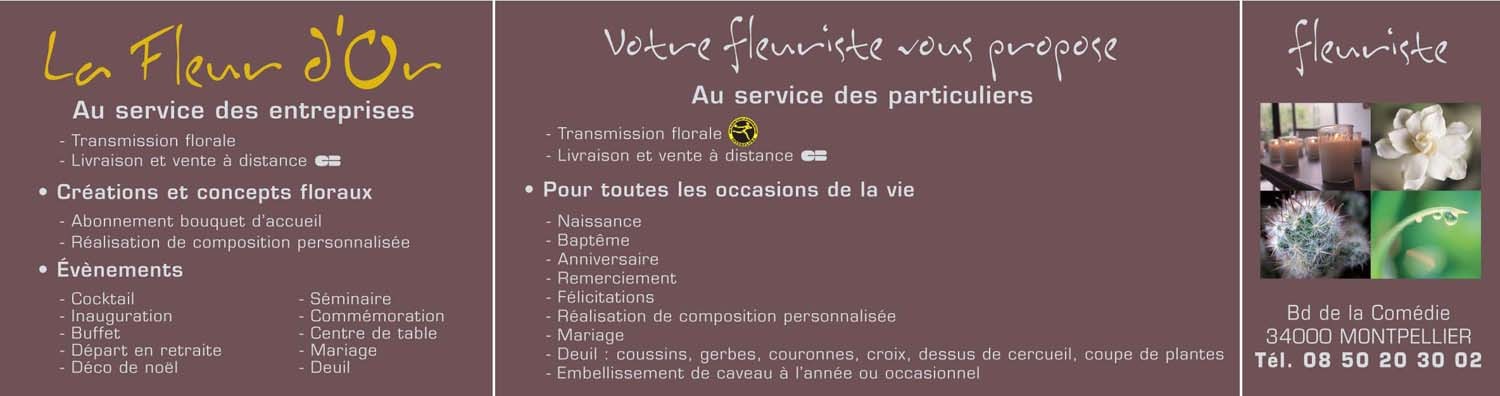 La Fleur d'Or
Au service des entreprises
- Transmission florale
- Livraison et vente à distance CB
• Créations et concepts floraux
- Abonnement bouquet d'accueil
- Réalisation de composition personnalisée
• Évènements
- Cocktail
- Inauguration
- Buffet
- Départ en retraite
- Déco de noël
- Séminaire
- Commémoration
- Centre de table
- Mariage
- Deuil
Votre fleuriste vous propose
Au service des particuliers
- Transmission florale
- Livraison et vente à distance CB
• Pour toutes les occasions de la vie
- Naissance
- Baptême
- Anniversaire
- Remerciement
- Félicitations
- Réalisation de composition personnalisée
- Mariage
- Deuil : coussins, gerbes, couronnes, croix, dessus de cercueil, coupe de plantes
- Embellissement de caveau à l'année ou occasionnel
fleuriste
Bd de la Comédie
34000 MONTPELLIER
Tél. 08 50 20 30 02